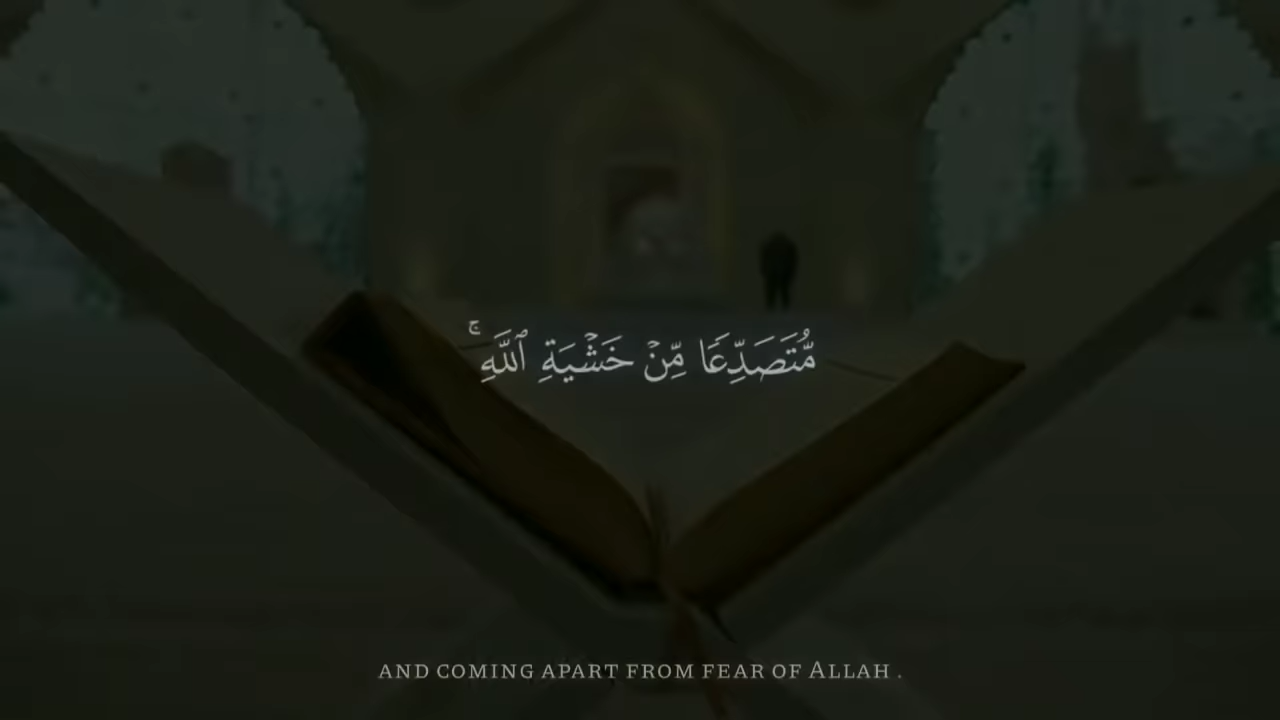 مُّتَصَدِّعًا مِّنْ خَشْيَةِ ٱللَّهِ ۚ
AND COMING APART FROM FEAR OF ALLAH .